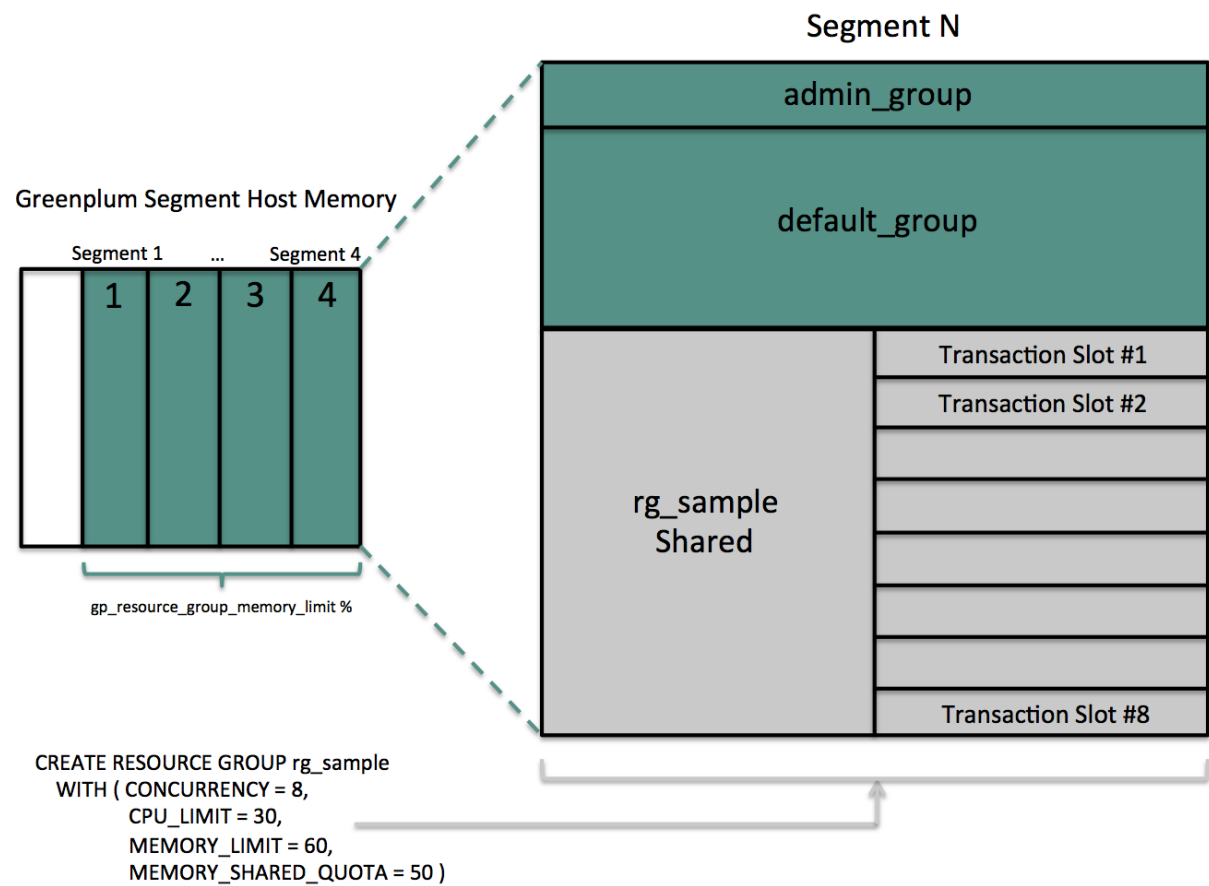 Segment N
admin_group
default_group
Greenplum Segment Host Memory
Segment 1 ... Segment 4
1 2 3 4
gp_resource_group_memory_limit %
rg_sample
Shared
Transaction Slot #1
Transaction Slot #2
Transaction Slot #8
CREATE RESOURCE GROUP rg_sample
WITH ( CONCURRENCY = 8,
CPU_LIMIT = 30,
MEMORY_LIMIT = 60,
MEMORY_SHARED_QUOTA = 50 )